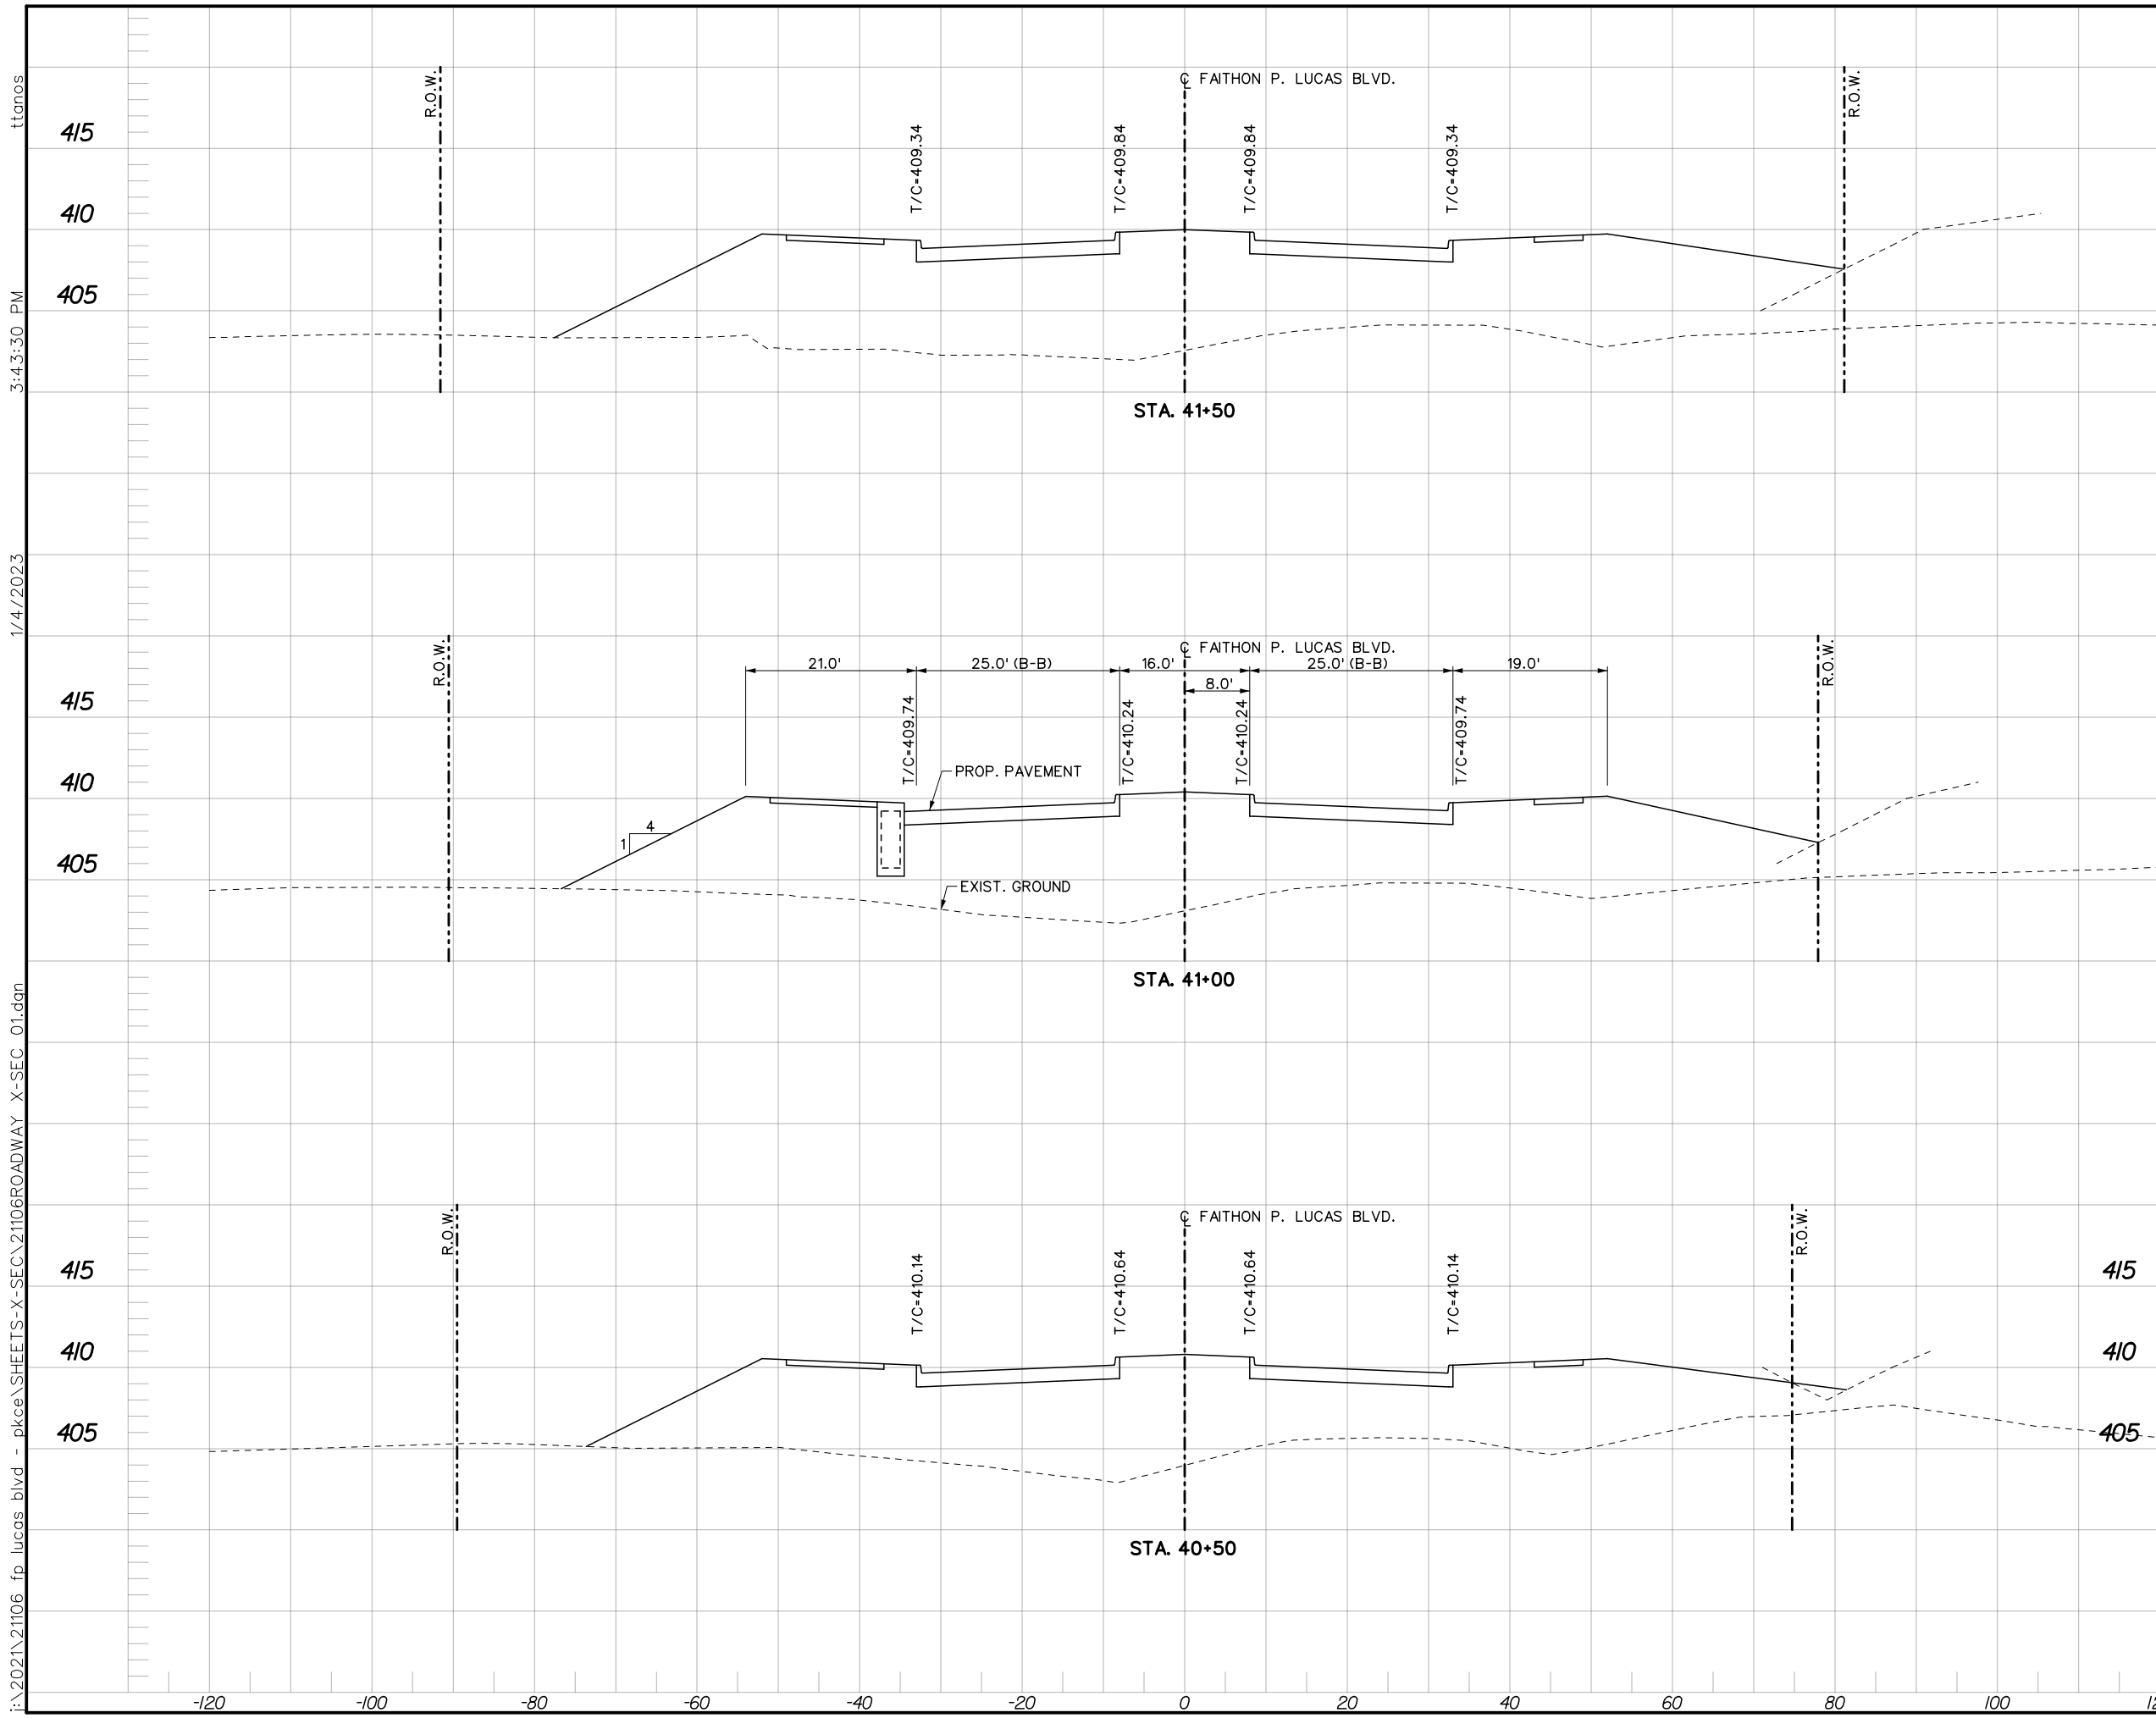 R.O.W.
℄ FAITHON P. LUCAS BLVD.
R.O.W.
415
T/C=409.34
T/C=409.84
T/C=409.84
T/C=409.34
410
405
STA. 41+50
R.O.W.
℄ FAITHON P. LUCAS BLVD.
R.O.W.
21.0'
25.0' (B-B)
16.0'
25.0' (B-B)
19.0'
8.0'
415
T/C=409.74
T/C=410.24
T/C=410.24
T/C=409.74
410
PROP. PAVEMENT
4
1
405
EXIST. GROUND
STA. 41+00
R.O.W.
℄ FAITHON P. LUCAS BLVD.
R.O.W.
415
415
T/C=410.14
T/C=410.64
T/C=410.64
T/C=410.14
410
410
405
405
STA. 40+50
-120 -100 -80 -60 -40 -20 0 20 40 60 80 100
j:\2021\21106 fp lucas blvd - pkce\SHEETS-X-SEC\21106ROADWAY X-SEC 01.dgn 1/4/2023 3:43:30 PM ttanos